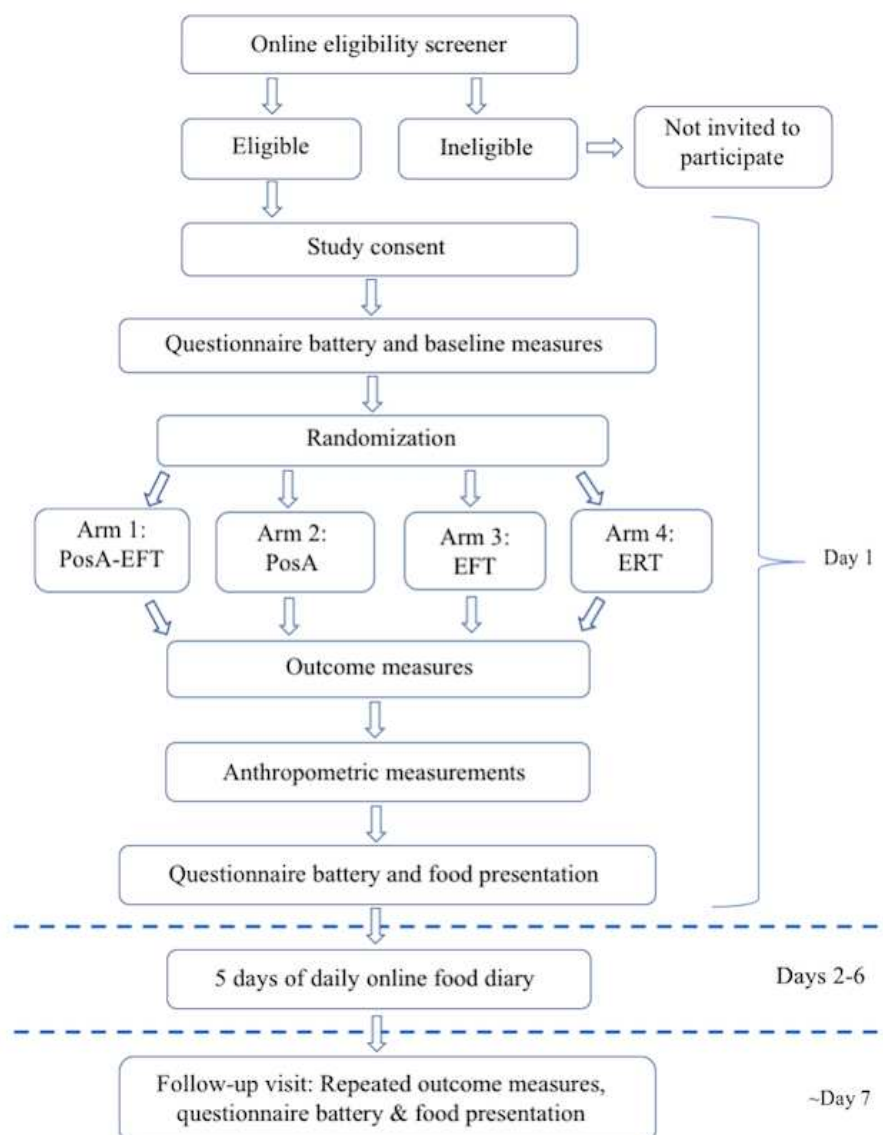 Online eligibility screener
Eligible
Ineligible
Not invited to
participate
Study consent
Questionnaire battery and baseline measures
Randomization
Arm 1:
PosA-EFT
Arm 2:
PosA
Arm 3:
EFT
Arm 4:
ERT
Day 1
Outcome measures
Anthropometric measurements
Questionnaire battery and food presentation
5 days of daily online food diary
Days 2-6
Follow-up visit: Repeated outcome measures,
questionnaire battery & food presentation
~Day 7